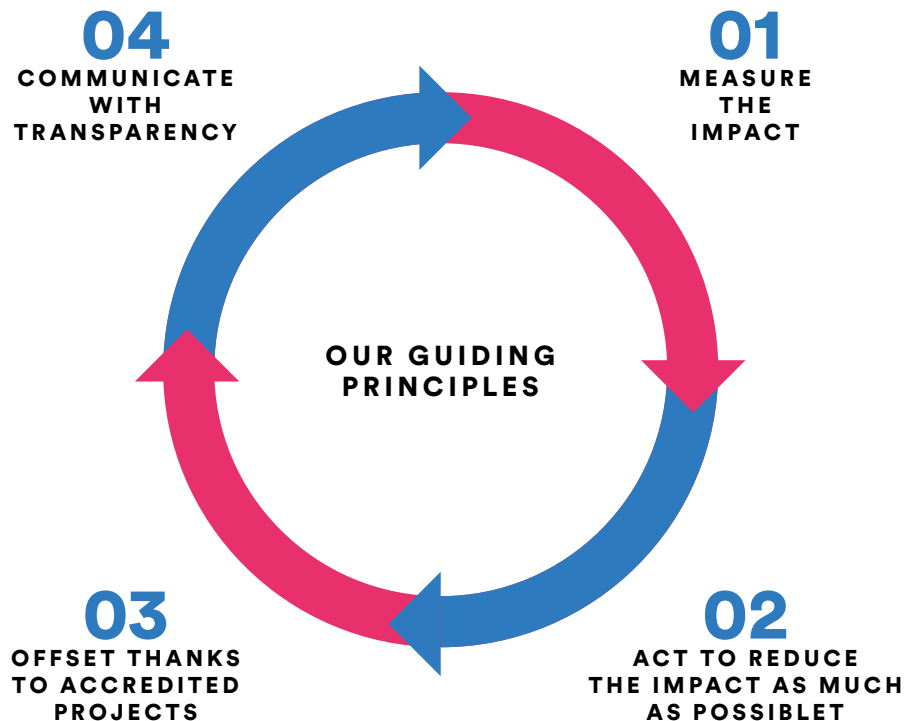 04
COMMUNICATE
WITH
TRANSPARENCY
01
MEASURE
THE
IMPACT
OUR GUIDING
PRINCIPLES
03
OFFSET THANKS
TO ACCREDITED
PROJECTS
02
ACT TO REDUCE
THE IMPACT AS MUCH
AS POSSIBLET